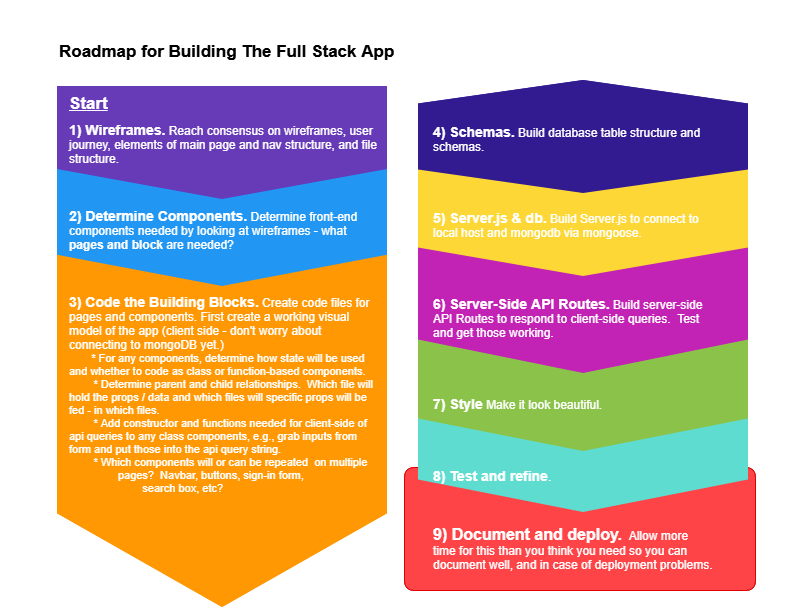 Roadmap for Building The Full Stack App
Start
1) Wireframes. Reach consensus on wireframes, user
journey, elements of main page and nav structure, and file
structure.
2) Determine Components. Determine front-end
components needed by looking at wireframes - what
pages and block are needed?
3) Code the Building Blocks. Create code files for
pages and components. First create a working visual
model of the app (client side - don't worry about
connecting to mongoDB yet.)
* For any components, determine how state will be used
and whether to code as class or function-based components.
* Determine parent and child relationships. Which file will
hold the props / data and which files will specific props will be
fed - in which files.
* Add constructor and functions needed for client-side of
api queries to any class components, e.g., grab inputs from
form and put those into the api query string.
* Which components will or can be repeated on multiple
pages? Navbar, buttons, sign-in form,
search box, etc?
4) Schemas. Build database table structure and
schemas.
5) Server.js & db. Build Server.js to connect to
local host and mongodb via mongoose.
6) Server-Side API Routes. Build server-side
API Routes to respond to client-side queries. Test
and get those working.
7) Style Make it look beautiful.
8) Test and refine.
9) Document and deploy. Allow more
time for this than you think you need so you can
document well, and in case of deployment problems.